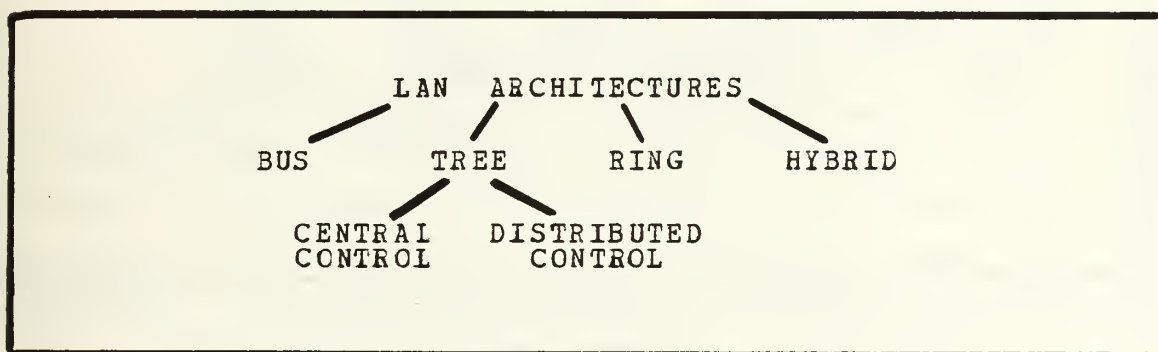 LAN ARCHITECTURES
BUS TREE RING HYBRID
CENTRAL DISTRIBUTED
CONTROL CONTROL